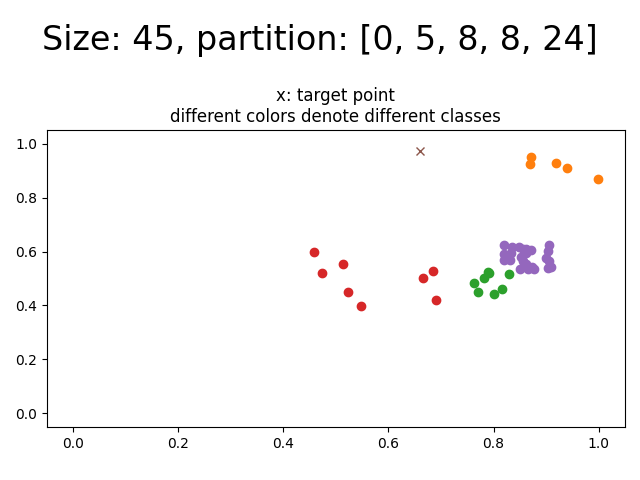 Size: 45, partition: [0, 5, 8, 8, 24]
x: target point
different colors denote different classes
1.0
0.8
0.6
0.4
0.2
0.0
0.0 0.2 0.4 0.6 0.8 1.0